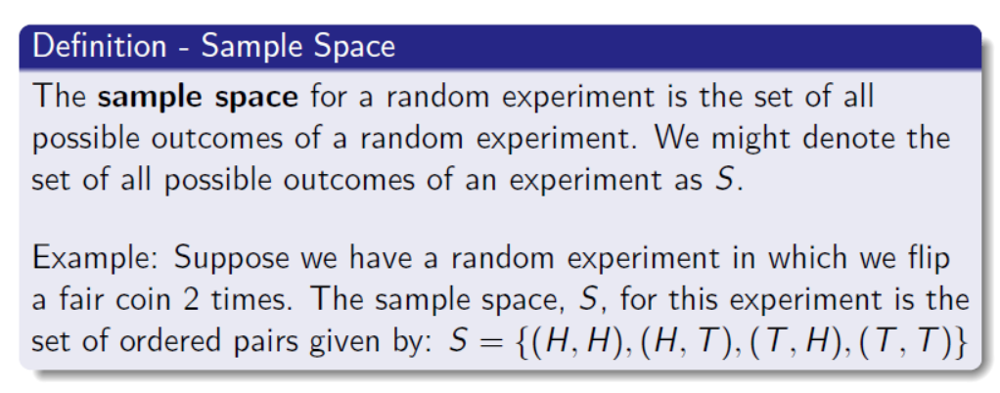 Definition - Sample Space
The sample space for a random experiment is the set of all
possible outcomes of a random experiment. We might denote the
set of all possible outcomes of an experiment as S.
Example: Suppose we have a random experiment in which we flip
a fair coin 2 times. The sample space, S, for this experiment is the
set of ordered pairs given by: S = {(H, H), (H, T), (T, H), (T, T)}